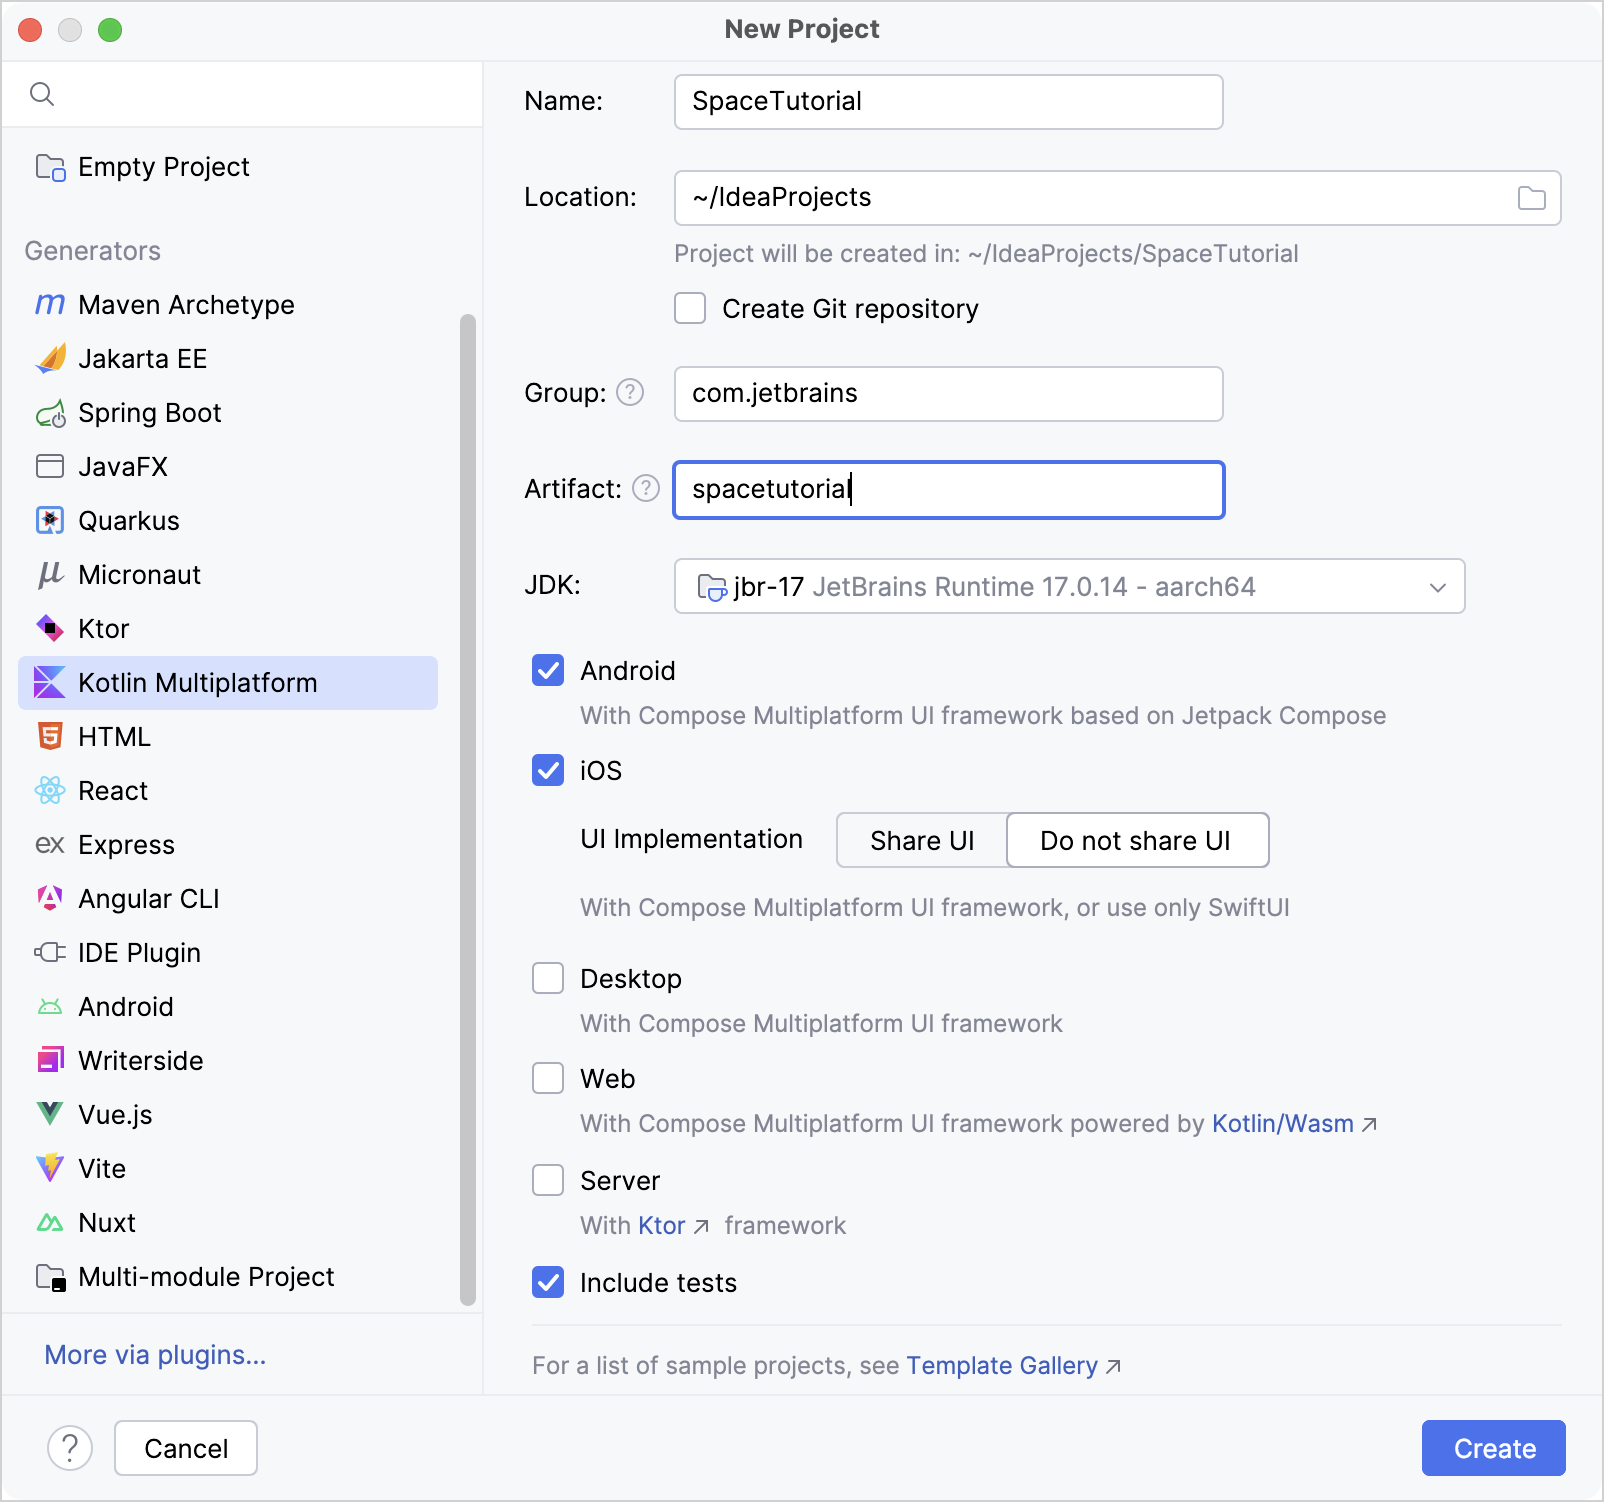 New Project
Empty Project
Generators
Maven Archetype
Jakarta EE
Spring Boot
JavaFX
Quarkus
Micronaut
Ktor
Kotlin Multiplatform
HTML
React
ex Express
Angular CLI
IDE Plugin
Android
Writerside
Vue.js
Vite
Nuxt
Multi-module Project
More via plugins...
Name: SpaceTutorial
Location: ~/IdeaProjects
Project will be created in: ~/IdeaProjects/SpaceTutorial
Create Git repository
Group: ? com.jetbrains
Artifact: ? spacetutorial
JDK: jbr-17 JetBrains Runtime 17.0.14 - aarch64
Android
With Compose Multiplatform UI framework based on Jetpack Compose
iOS
UI Implementation Share UI Do not share UI
With Compose Multiplatform UI framework, or use only SwiftUI
Desktop
With Compose Multiplatform UI framework
Web
With Compose Multiplatform UI framework powered by Kotlin/Wasm ↗
Server
With Ktor ↗ framework
Include tests
For a list of sample projects, see Template Gallery ↗
? Cancel Create